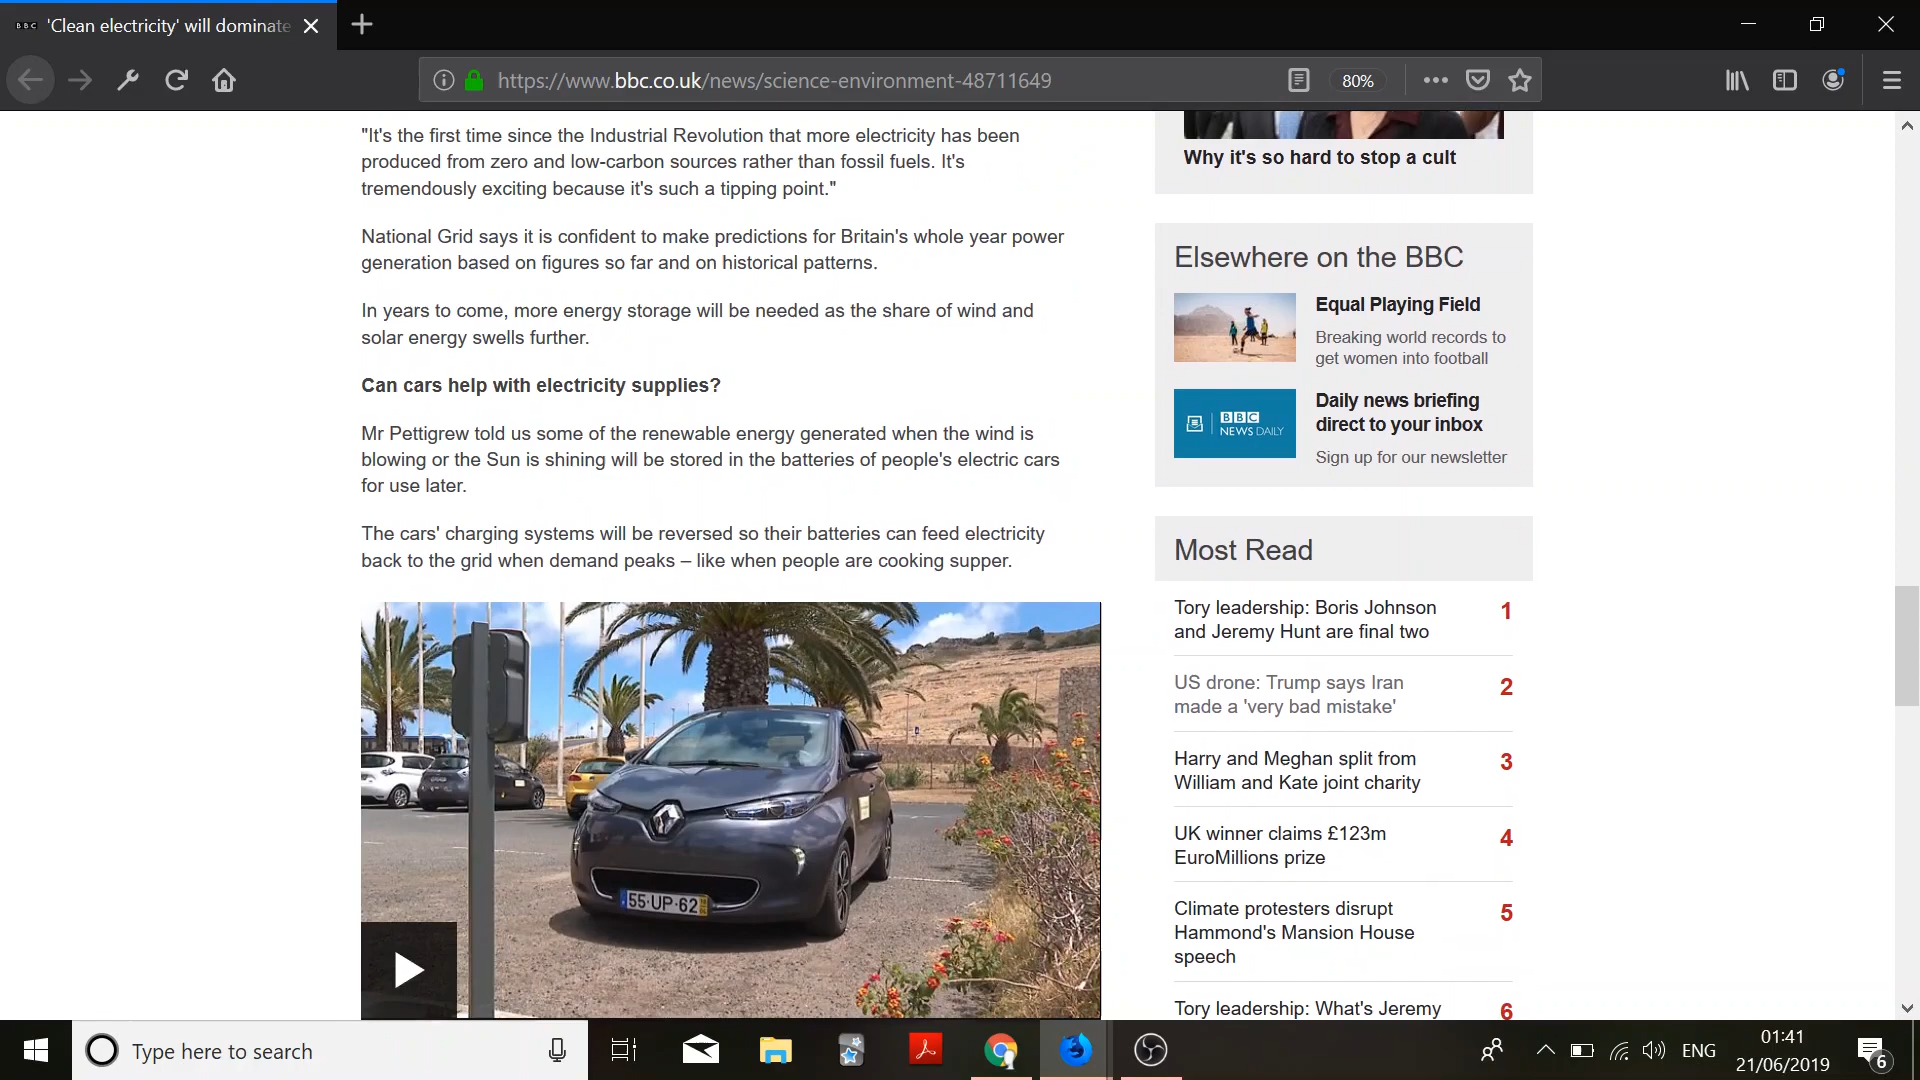 BBC 'Clean electricity' will dominate
https://www.bbc.co.uk/news/science-environment-48711649
80%
"It's the first time since the Industrial Revolution that more electricity has been
produced from zero and low-carbon sources rather than fossil fuels. It's
tremendously exciting because it's such a tipping point."
National Grid says it is confident to make predictions for Britain's whole year power
generation based on figures so far and on historical patterns.
In years to come, more energy storage will be needed as the share of wind and
solar energy swells further.
Can cars help with electricity supplies?
Mr Pettigrew told us some of the renewable energy generated when the wind is
blowing or the Sun is shining will be stored in the batteries of people's electric cars
for use later.
The cars' charging systems will be reversed so their batteries can feed electricity
back to the grid when demand peaks – like when people are cooking supper.
55-UP-62
Why it's so hard to stop a cult
Elsewhere on the BBC
Equal Playing Field
Breaking world records to
get women into football
BBC
NEWS DAILY
Daily news briefing
direct to your inbox
Sign up for our newsletter
Most Read
Tory leadership: Boris Johnson
and Jeremy Hunt are final two
1
US drone: Trump says Iran
made a 'very bad mistake'
2
Harry and Meghan split from
William and Kate joint charity
3
UK winner claims £123m
EuroMillions prize
4
Climate protesters disrupt
Hammond's Mansion House
speech
5
Tory leadership: What's Jeremy
6
Type here to search
ENG
01:41
21/06/2019
6